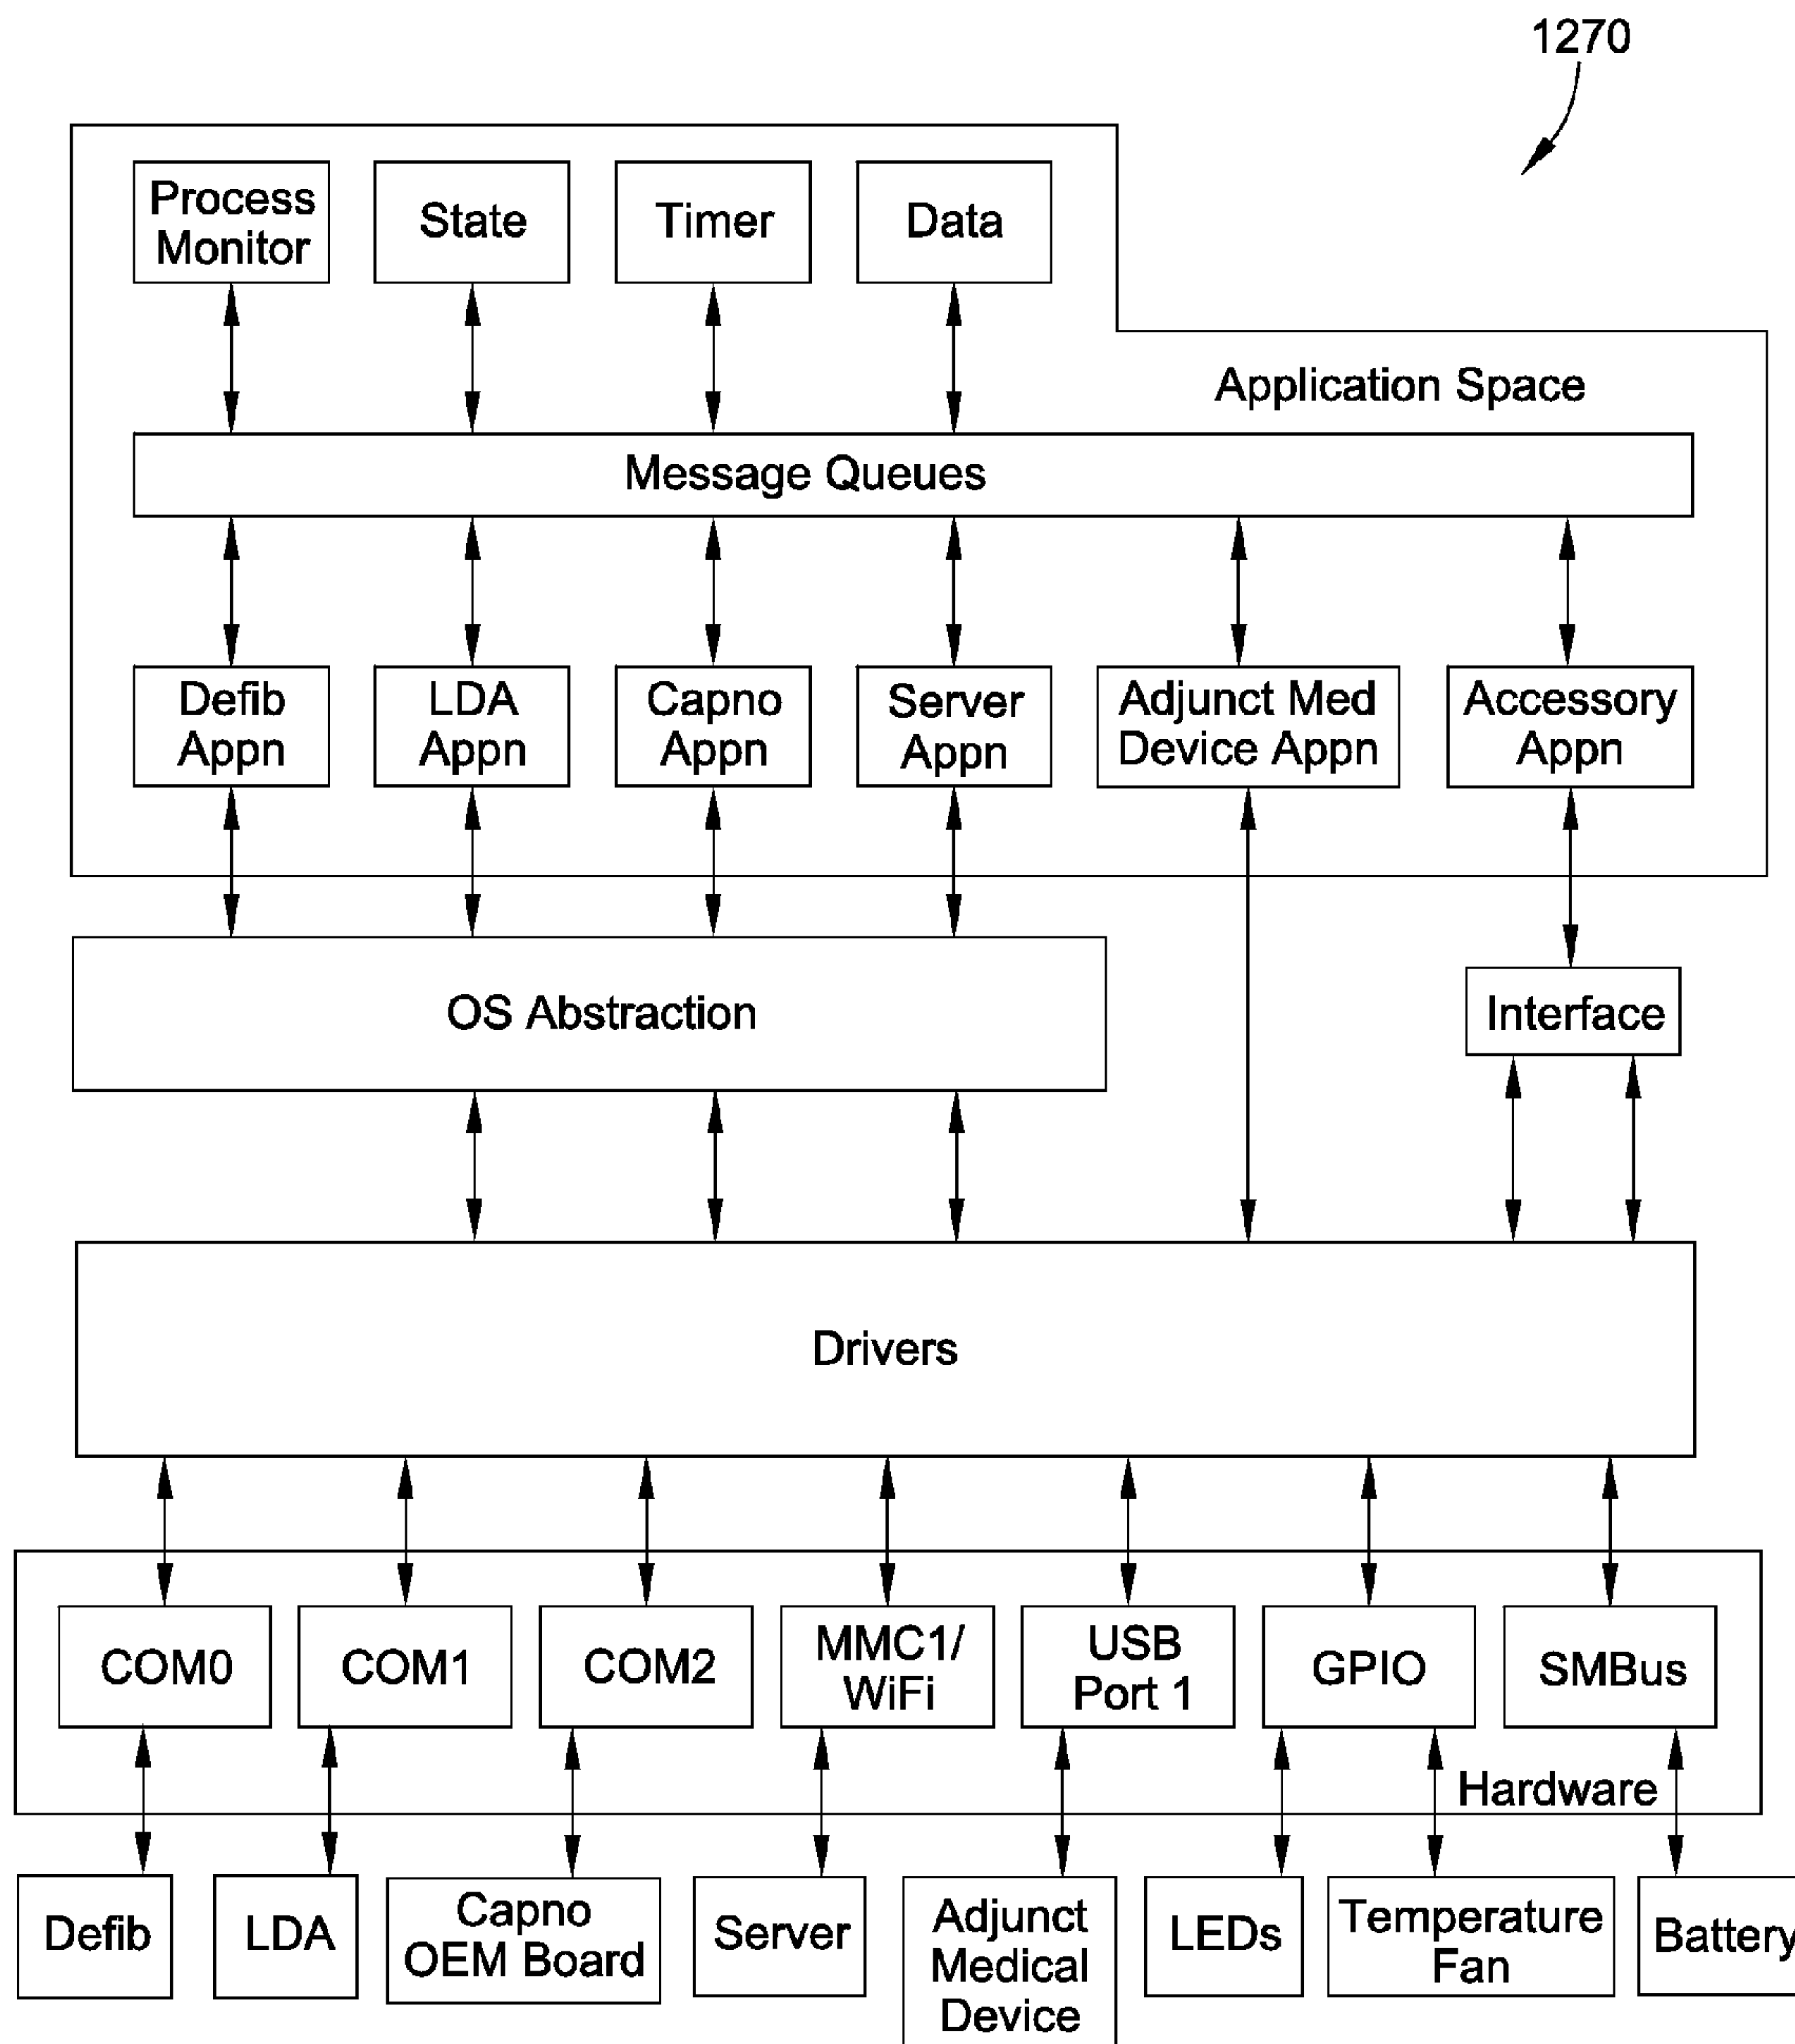 1270
Process
Monitor
State
Timer
Data
Application Space
Message Queues
Defib
Appn
LDA
Appn
Capno
Appn
Server
Appn
Adjunct Med
Device Appn
Accessory
Appn
OS Abstraction
Interface
Drivers
COM0
COM1
COM2
MMC1/
WiFi
USB
Port 1
GPIO
SMBus
Hardware
Defib
LDA
Capno
OEM Board
Server
Adjunct
Medical
Device
LEDs
Temperature
Fan
Battery